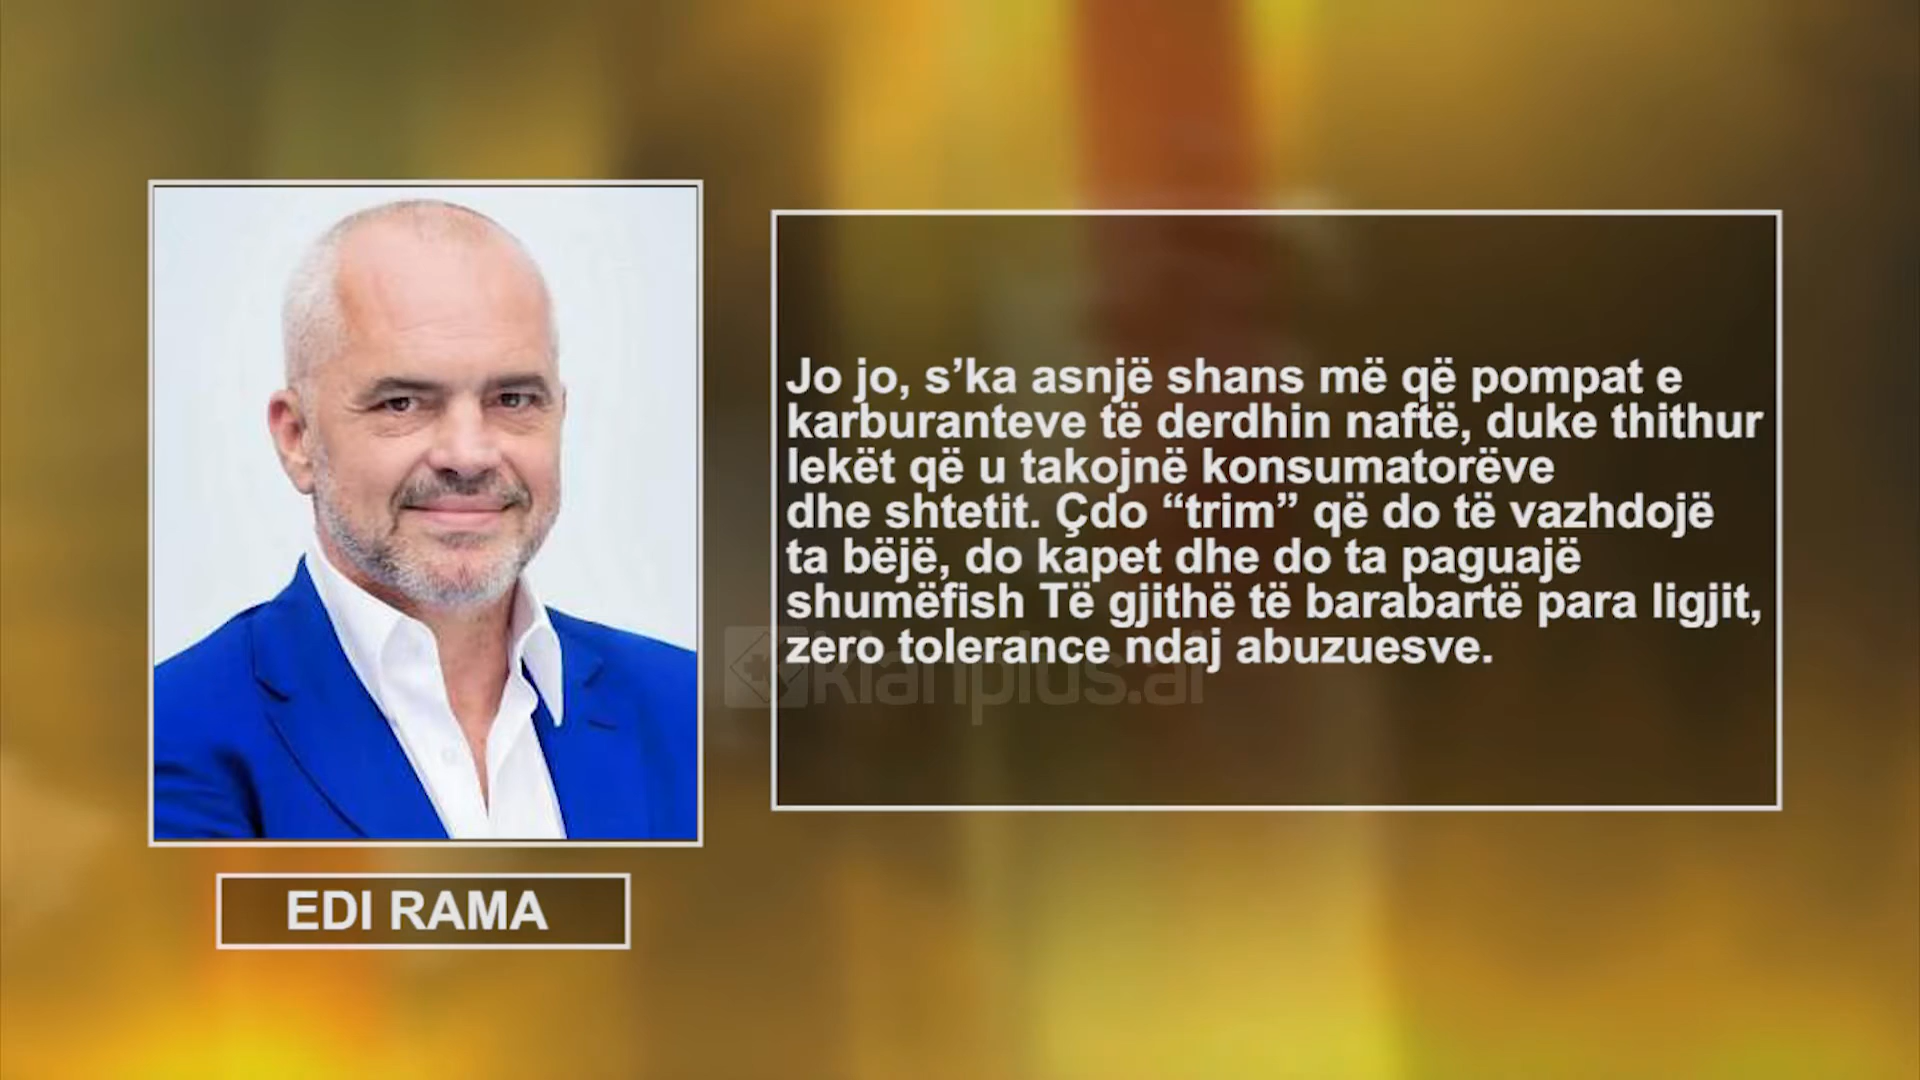 Jo jo, s’ka asnjë shans më që pompat e
karburanteve të derdhin naftë, duke thithur
lekët që u takojnë konsumatorëve
dhe shtetit. Çdo “trim” që do të vazhdojë
ta bëjë, do kapet dhe do ta paguajë
shumëfish Të gjithë të barabartë para ligjit,
zero tolerance ndaj abuzuesve.
klanplus.al
EDI RAMA